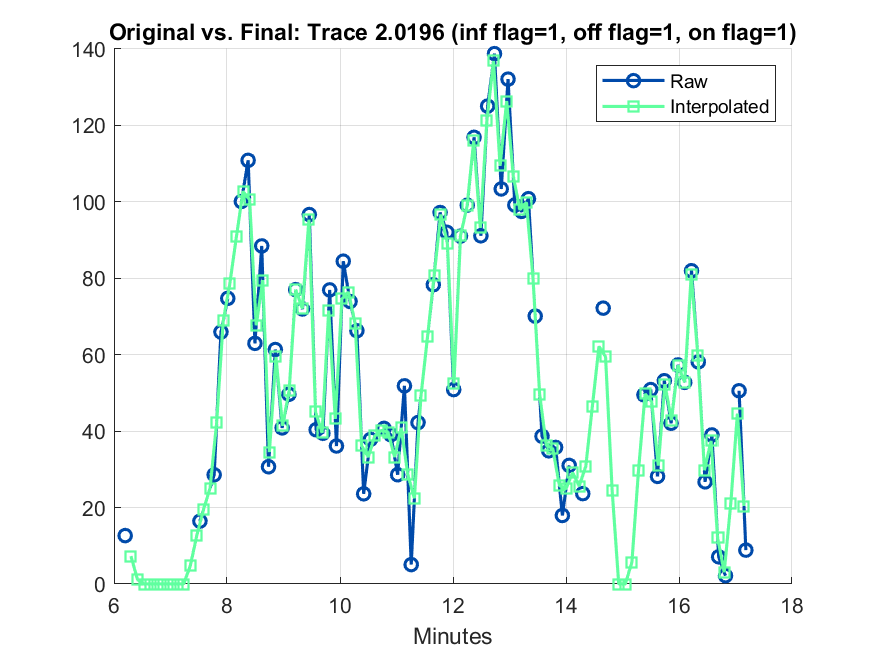 Original vs. Final: Trace 2.0196 (inf flag=1, off flag=1, on flag=1)
140
120
100
80
60
40
20
0
Raw
Interpolated
6 8 10 12 14 16 18
Minutes